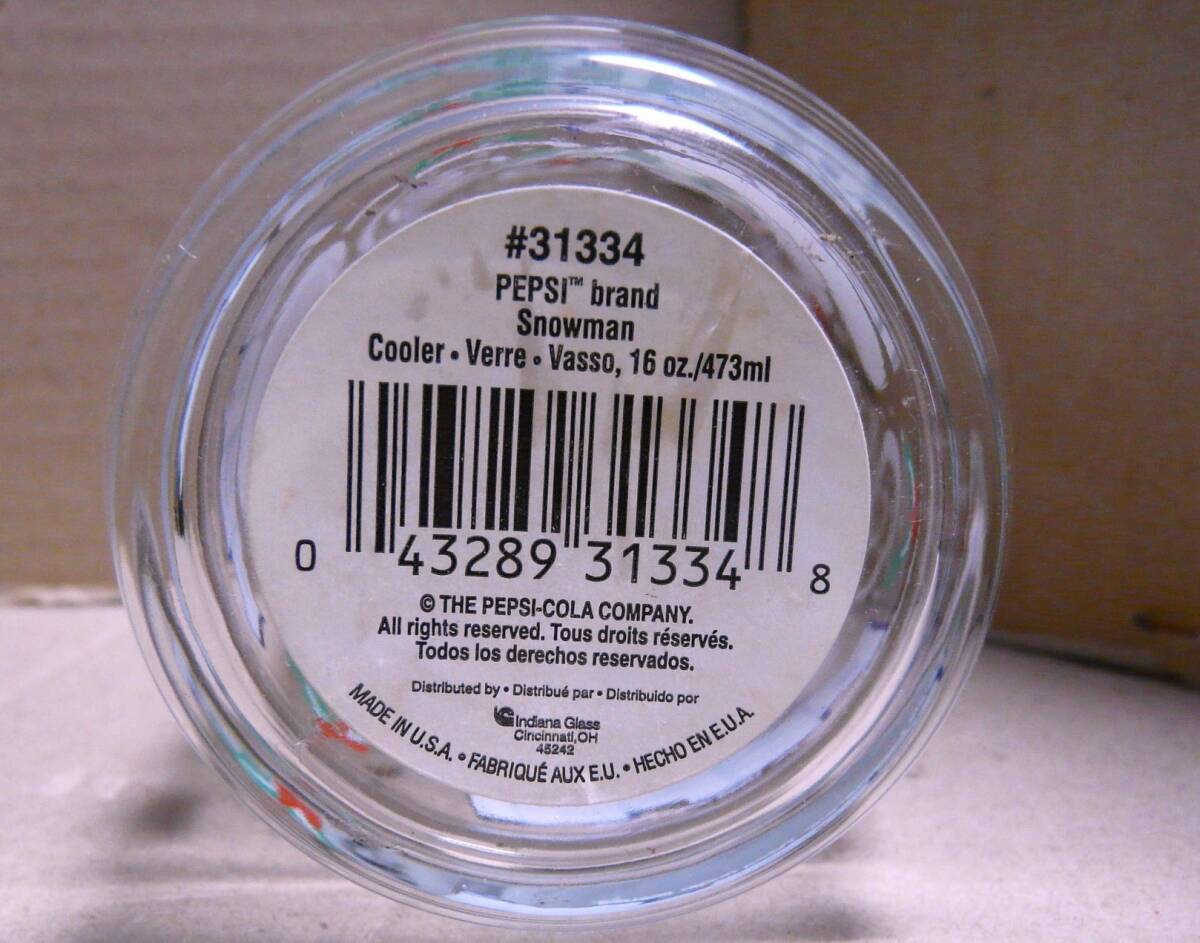 #31334
PEPSI™ brand
Snowman
Cooler • Verre • Vasso, 16 oz./473ml
0 43289 31334 8
© THE PEPSI-COLA COMPANY.
All rights reserved. Tous droits réservés.
Todos los derechos reservados.
Distributed by • Distribué par • Distribuido por
Indiana Glass
Cincinnati,OH
45242
MADE IN U.S.A. • FABRIQUÉ AUX E.U. • HECHO EN E.U.A.